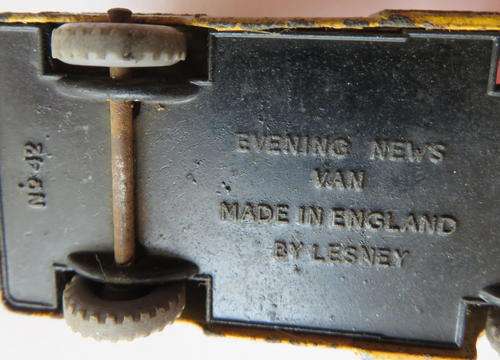 EVENING NEWS
VAN
MADE IN ENGLAND
BY LESNEY
No 42